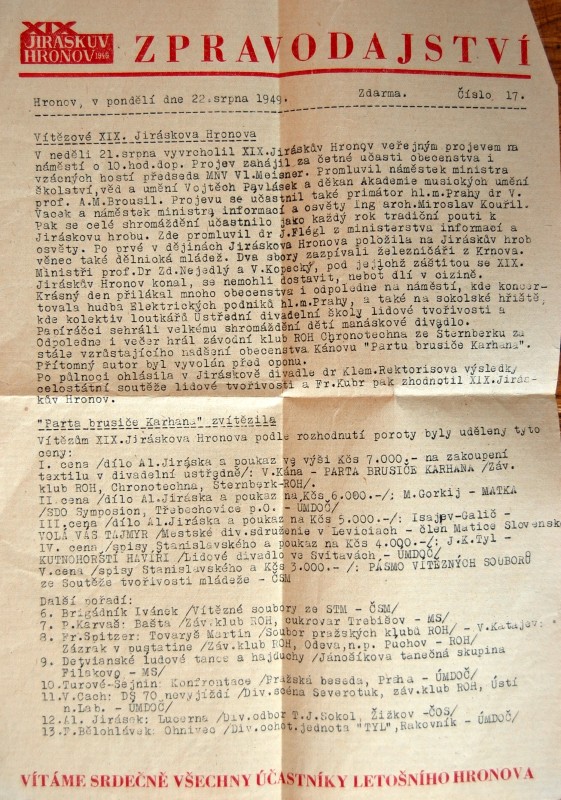 XIX
JIRÁSKŮV
HRONOV 1949
ZPRAVODAJSTVÍ
Hronov, v pondělí dne 22.srpna 1949. Zdarma. Číslo 17.
Vítězové XIX. Jiráskova Hronova
V neděli 21.srpna vyvrcholil XIX.Jiráskův Hronov veřejným projevem na
náměstí o 10.hod.dop. Projev zahájil za četné účasti obecenstva i
vzácných hostí předseda MNV Vl.Meisner. Promluvil náměstek ministra
školství,věd a umění Vojtěch Pavlásek a děkan Akademie musických umění
prof. A.M.Brousil. Projevu se účastnil také primátor hl.m.Prahy dr V.
Vacek a náměstek ministra informací a osvěty Ing arch.Miroslav Kouřil.
Pak se celé shromáždění účastnilo jako každý rok tradiční pouti k
Jiráskovu hrobu. Zde promluvil dr J.Flégl z ministerstva informací a
osvěty. Po prvé v dějinách Jiráskova Hronova položila na Jiráskův hrob
věnec také dělnická mládež. Dva sbory zazpívali železničáři z Krnova.
Ministři prof.Dr Zd.Nejedlý a V.Kopecký, pod jejichž záštitou se XIX.
Jiráskův Hronov konal, se nemohli dostavit, neboť dlí v cizině.
Krásný den přilákal mnoho obecenstva i odpoledne na náměstí, kde koncer-
tovala hudba Elektrických podniků hl.m.Prahy, a také na sokolské hřiště,
kde kolektiv loutkářů Ústřední divadelní školy lidové tvořivosti a
Papíráčci sehráli velkému shromáždění dětí maňáskové divadlo.
Odpoledne i večer hrál závodní klub ROH Chronotechna ze Šternberku za
stále vzrůstajícího nadšení obecenstva Káňovu "Partu brusiče Karhana".
Přítomný autor byl vyvolán před oponu.
Po půlnoci ohlásila v Jiráskově divadle dr Klem.Rektorisova výsledky
celostátní soutěže lidové tvořivosti a Fr.Kubr pak zhodnotil XIX.Jirás-
kův Hronov.
"Parta brusiče Karhana" zvítězila
Vítězům XIX.Jiráskova Hronova podle rozhodnutí poroty byly uděleny tyto
ceny:
I. cena /dílo Al.Jiráska a poukaz ve výši Kčs 7.000.- na zakoupení
textilu v divadelní ústředně/: V.Káňa - PARTA BRUSIČE KARHANA /Záv.
klub ROH, Chronotechna, Šternberk-ROH/.
II. cena /dílo Al.Jiráska a poukaz na Kčs 6.000.-/: M.Gorkij - MATKA
/SDO Symposion, Třebechovice p.O. - ÚMDOČ/
III.cena /dílo Al.Jiráska a poukaz na Kčs 5.000.-/: Isajev-Galič -
VOLÁ VÁS TAJMYR /Mestské div.sdruženie v Leviciach - člen Matice Slovenske
IV. cena /spisy Stanislavského a poukaz na Kčs 4.000.-/: J.K.Tyl -
KUTNOHORŠTÍ HAVÍŘI /Lidové divadlo ve Svitavách, - ÚMDOČ/
V.cena /spisy Stanislavského a Kčs 3.000.- /: PÁSMO VÍTĚZNÝCH SOUBORŮ
ze Soutěže tvořivosti mládeže - ČSM
Další pořadí:
6. Brigádník Ivánek /Vítězné soubory ze STM - ČSM/
7. P.Karvaš: Bašta /Záv.klub ROH, cukrovar Trebišov - MS/
8. Fr.Spitzer: Tovaryš Martin /Soubor pražských klubů ROH/ - V.Katajev:
Zázrak v pustatine /Záv.klub ROH, Odeva,n.p. Púchov - ROH/
9. Detvianské ľudové tance a hajduchy /Jánošíkova tanečná skupina
Fiľakovo - MS/
10.Turové-Šejnin: Konfrontace /Pražská beseda, Praha - ÚMDOČ/
11.V.Cach: DS 70 nevyjíždí /Div.scéna Severotuk, záv.klub ROH, Ústí
n.Lab. - ÚMDOČ/
12.Al. Jirásek: Lucerna /Div.odbor T.J.Sokol, Žižkov -ČOS/
13.F.Bělohlávek: Ohnivec /Div.ochot.jednota "TYL",Rakovník - ÚMDOČ/
VÍTÁME SRDEČNĚ VŠECHNY ÚČASTNÍKY LETOŠNÍHO HRONOVA